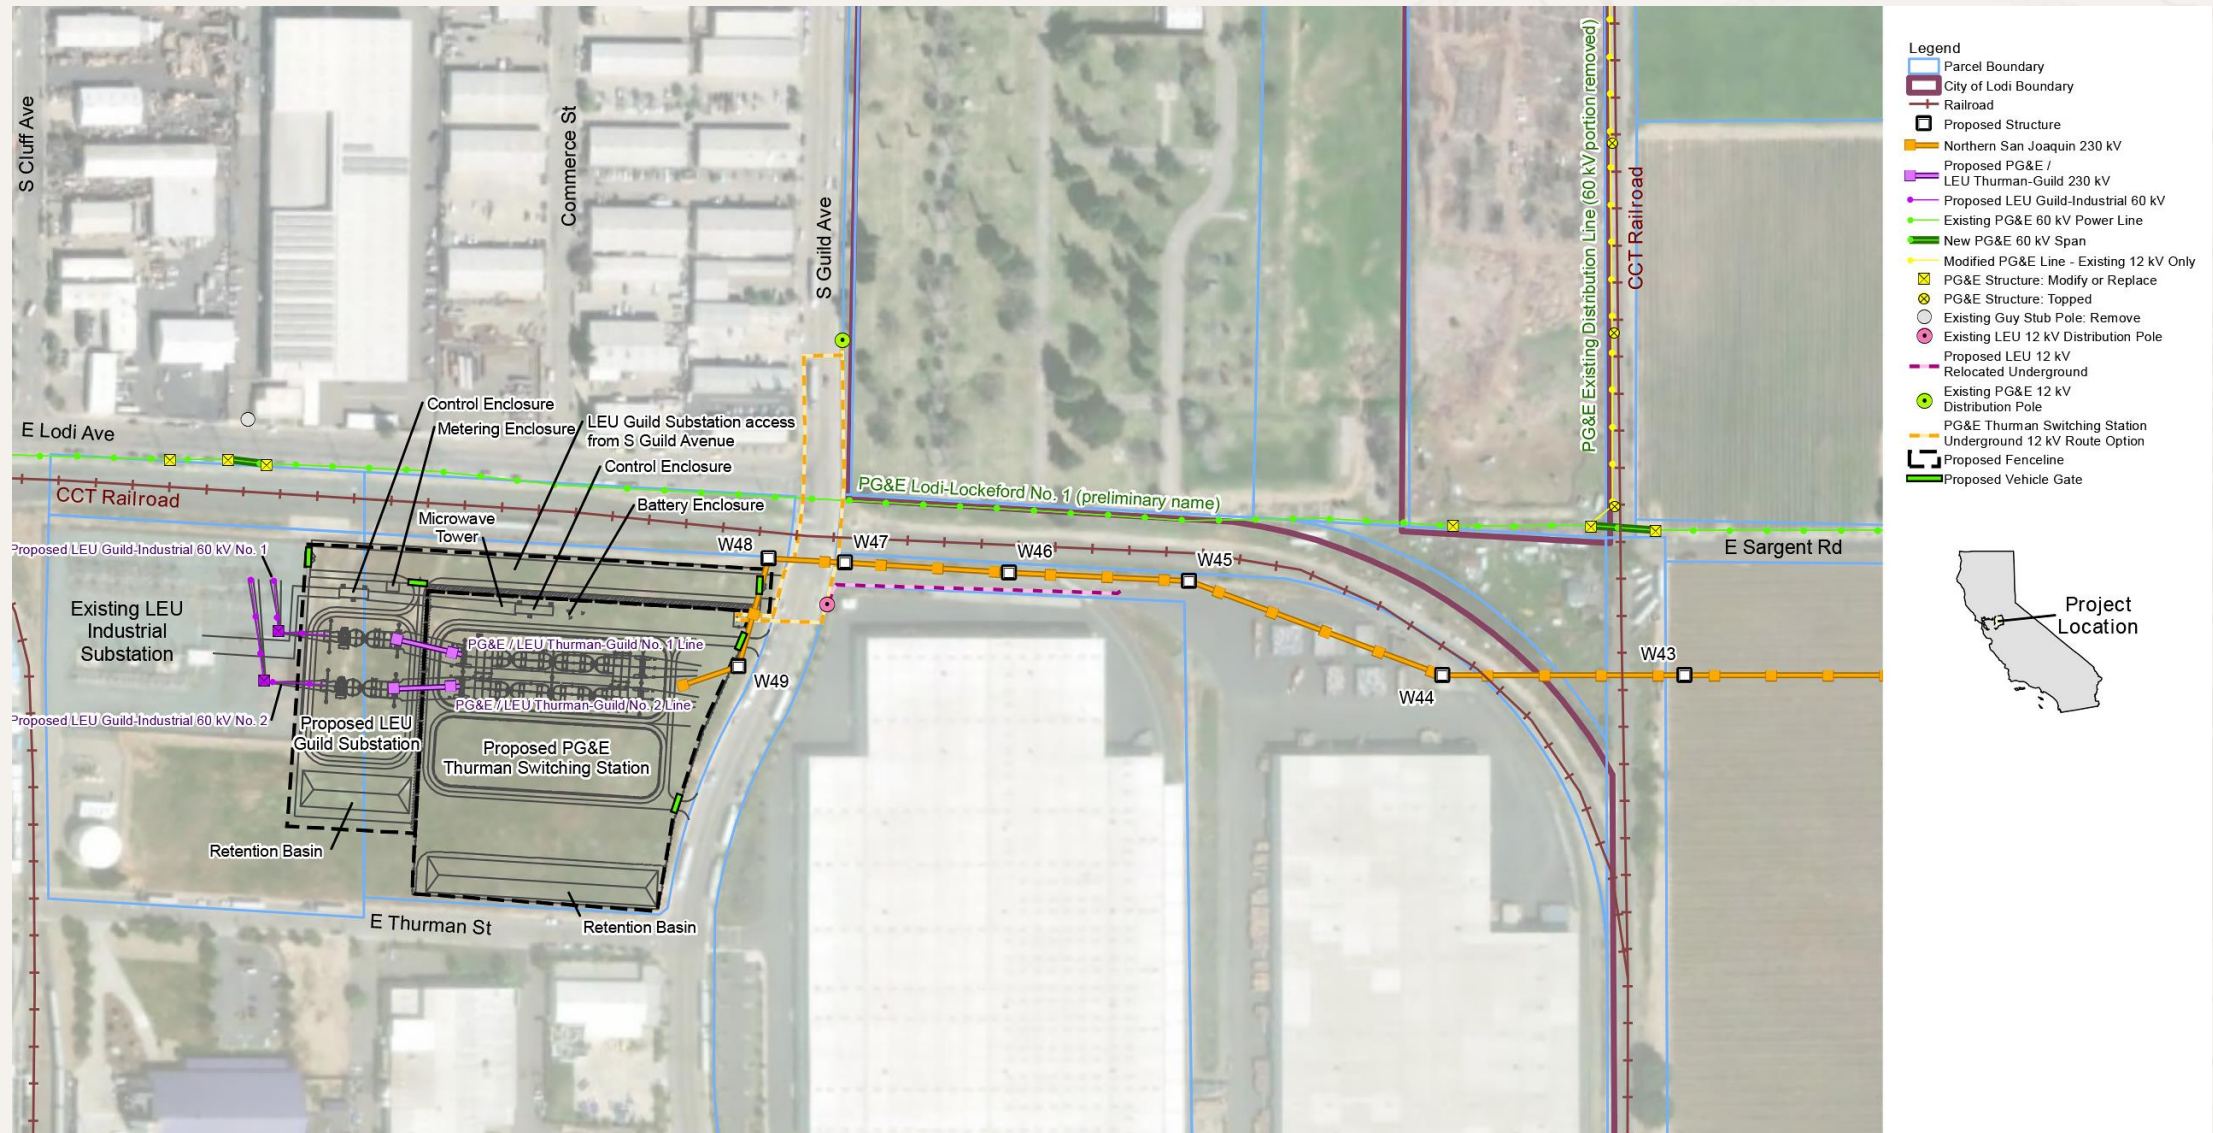 S Cluff Ave
Commerce St
S Guild Ave
PG&E Existing Distribution Line (60 kV portion removed)
CCT Railroad
E Lodi Ave
CCT Railroad
Control Enclosure
Metering Enclosure
LEU Guild Substation access
from S Guild Avenue
Control Enclosure
Battery Enclosure
Microwave
Tower
PG&E Lodi-Lockeford No. 1 (preliminary name)
E Sargent Rd
W48
W47
W46
W45
W44
W43
W49
Proposed LEU Guild-Industrial 60 kV No. 1
Existing LEU
Industrial
Substation
PG&E / LEU Thurman-Guild No. 1 Line
PG&E / LEU Thurman-Guild No. 2 Line
Proposed LEU Guild-Industrial 60 kV No. 2
Proposed LEU
Guild Substation
Proposed PG&E
Thurman Switching Station
Retention Basin
Retention Basin
E Thurman St
Legend
Parcel Boundary
City of Lodi Boundary
Railroad
Proposed Structure
Northern San Joaquin 230 kV
Proposed PG&E /
LEU Thurman-Guild 230 kV
Proposed LEU Guild-Industrial 60 kV
Existing PG&E 60 kV Power Line
New PG&E 60 kV Span
Modified PG&E Line - Existing 12 kV Only
PG&E Structure: Modify or Replace
PG&E Structure: Topped
Existing Guy Stub Pole: Remove
Existing LEU 12 kV Distribution Pole
Proposed LEU 12 kV
Relocated Underground
Existing PG&E 12 kV
Distribution Pole
PG&E Thurman Switching Station
Underground 12 kV Route Option
Proposed Fenceline
Proposed Vehicle Gate
Project
Location